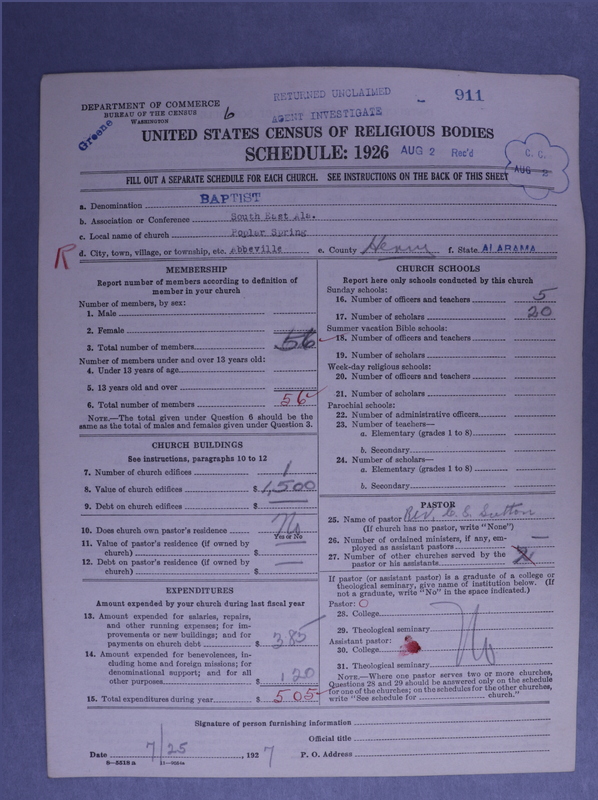 RETURNED UNCLAIMED
911
DEPARTMENT OF COMMERCE
BUREAU OF THE CENSUS
WASHINGTON
6
AGENT INVESTIGATE
Greene
UNITED STATES CENSUS OF RELIGIOUS BODIES
SCHEDULE: 1926 AUG 2 Rec'd
C. C.
AUG 2
FILL OUT A SEPARATE SCHEDULE FOR EACH CHURCH. SEE INSTRUCTIONS ON THE BACK OF THIS SHEET
a. Denomination BAPTIST
b. Association or Conference South East Ala.
c. Local name of church Poplar Spring
R
d. City, town, village, or township, etc. Abbeville e. County Henry f. State ALABAMA
MEMBERSHIP
Report number of members according to definition of
member in your church
Number of members, by sex:
1. Male
2. Female
3. Total number of members 56
Number of members under and over 13 years old:
4. Under 13 years of age
5. 13 years old and over
6. Total number of members 56
NOTE.—The total given under Question 6 should be the
same as the total of males and females given under Question 3.
CHURCH BUILDINGS
See instructions, paragraphs 10 to 12
7. Number of church edifices 1
8. Value of church edifices $ 1,500
9. Debt on church edifices $
10. Does church own pastor's residence No
Yes or No
11. Value of pastor's residence (if owned by
church) $
12. Debt on pastor's residence (if owned by
church) $
EXPENDITURES
Amount expended by your church during last fiscal year
13. Amount expended for salaries, repairs,
and other running expenses; for im-
provements or new buildings; and for
payments on church debt $ 385
14. Amount expended for benevolences, in-
cluding home and foreign missions; for
denominational support; and for all
other purposes $ 120
15. Total expenditures during year $ 505
CHURCH SCHOOLS
Report here only schools conducted by this church
Sunday schools:
16. Number of officers and teachers 5
17. Number of scholars 20
Summer vacation Bible schools:
18. Number of officers and teachers
19. Number of scholars
Week-day religious schools:
20. Number of officers and teachers
21. Number of scholars
Parochial schools:
22. Number of administrative officers
23. Number of teachers—
a. Elementary (grades 1 to 8)
b. Secondary
24. Number of scholars—
a. Elementary (grades 1 to 8)
b. Secondary
PASTOR
25. Name of pastor Rev. C. E. Sutton
(If church has no pastor, write "None")
26. Number of ordained ministers, if any, em-
ployed as assistant pastors —
27. Number of other churches served by the
pastor or his assistants
If pastor (or assistant pastor) is a graduate of a college or
theological seminary, give name of institution below. (If
not a graduate, write "No" in the space indicated.)
Pastor:
28. College
29. Theological seminary
No
Assistant pastor:
30. College
31. Theological seminary
NOTE.—Where one pastor serves two or more churches,
Questions 28 and 29 should be answered only on the schedule
for one of the churches; on the schedules for the other churches,
write "See schedule for church."
Signature of person furnishing information
Official title
Date 7/25, 1927 P. O. Address
8-5518 a